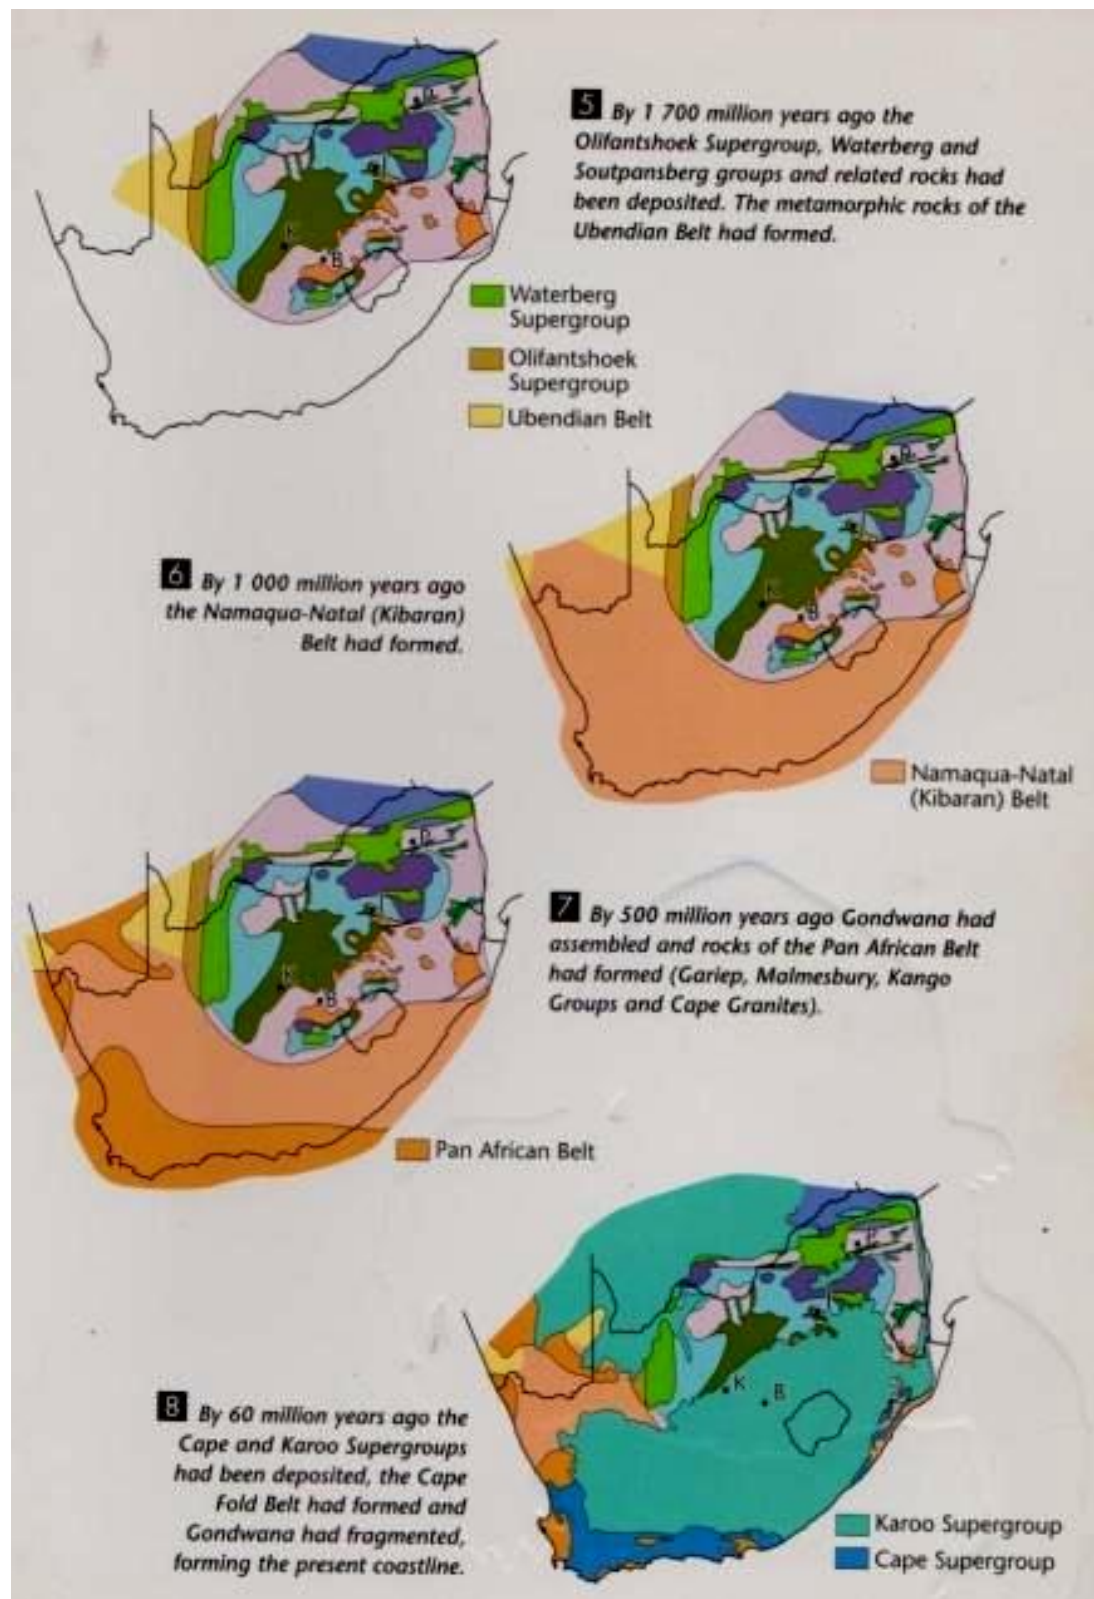 5 By 1 700 million years ago the
Olifantshoek Supergroup, Waterberg and
Soutpansberg groups and related rocks had
been deposited. The metamorphic rocks of the
Ubendian Belt had formed.
K
B
Waterberg
Supergroup
Olifantshoek
Supergroup
Ubendian Belt
6 By 1 000 million years ago
the Namaqua-Natal (Kibaran)
Belt had formed.
K
B
Namaqua-Natal
(Kibaran) Belt
7 By 500 million years ago Gondwana had
assembled and rocks of the Pan African Belt
had formed (Gariep, Malmesbury, Kango
Groups and Cape Granites).
K
B
Pan African Belt
8 By 60 million years ago the
Cape and Karoo Supergroups
had been deposited, the Cape
Fold Belt had formed and
Gondwana had fragmented,
forming the present coastline.
K
B
Karoo Supergroup
Cape Supergroup